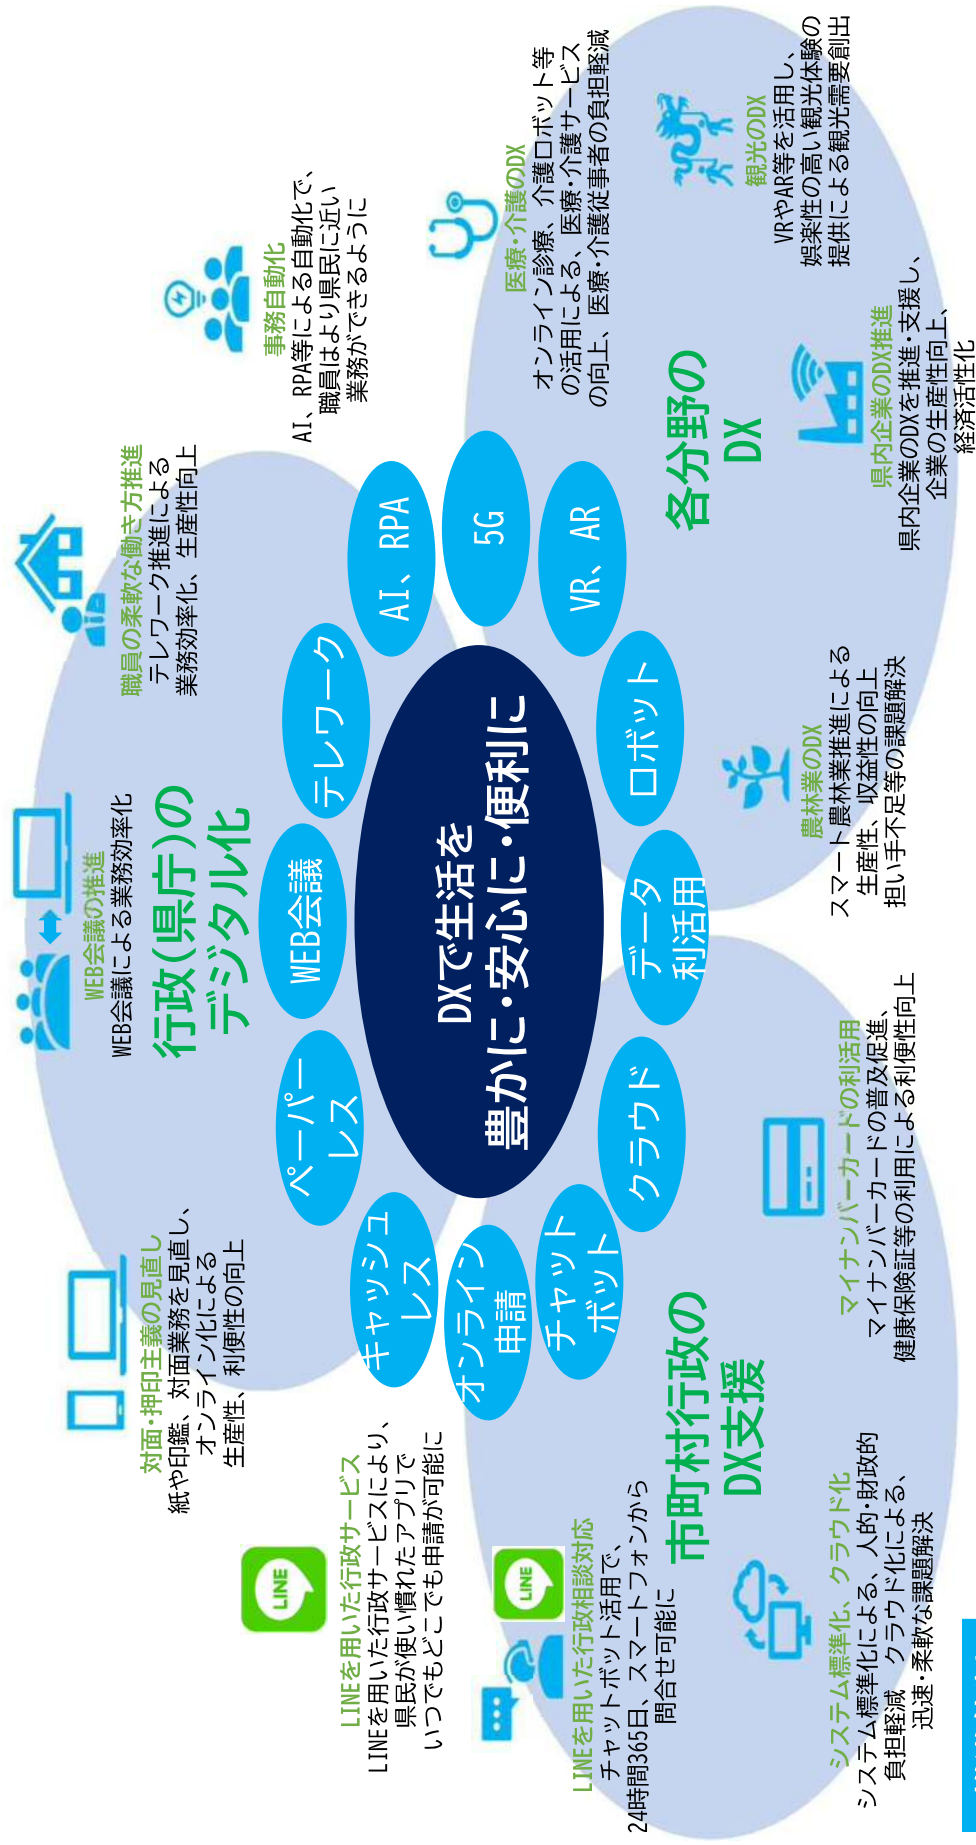 WEB会議の推進
WEB会議による業務効率化
対面・押印主義の見直し
紙や印鑑、対面業務を見直し、
オンライン化による
生産性、利便性の向上
行政(県庁)の
デジタル化
職員の柔軟な働き方推進
テレワーク推進による
業務効率化、生産性向上
事務自動化
AI、RPA等による自動化で、
職員はより県民に近い
業務ができるように
LINE
LINEを用いた行政サービス
LINEを用いた行政サービスにより、
県民が使い慣れたアプリで
いつでもどこでも申請が可能に
キャッシュ
レス
ペーパー
レス
WEB会議
テレワーク
AI、RPA
オンライン
申請
DXで生活を
豊かに・安心に・便利に
5G
チャット
ボット
クラウド
データ
利活用
ロボット
VR、AR
LINE
LINEを用いた行政相談対応
チャットボット活用で、
24時間365日、スマートフォンから
問合せ可能に
医療・介護のDX
オンライン診療、介護ロボット等
の活用による、医療・介護サービス
の向上、医療・介護従事者の負担軽減
市町村行政の
DX支援
各分野の
DX
システム標準化、クラウド化
システム標準化による、人的・財政的
負担軽減　クラウド化による、
迅速・柔軟な課題解決
マイナンバーカードの利活用
マイナンバーカードの普及促進、
健康保険証等の利用による利便性向上
農林業のDX
スマート農林業推進による
生産性、収益性の向上
担い手不足等の課題解決
県内企業のDX推進
県内企業のDXを推進・支援し、
企業の生産性向上、
経済活性化
観光のDX
VRやAR等を活用し、
娯楽性の高い観光体験の
提供による観光需要創出